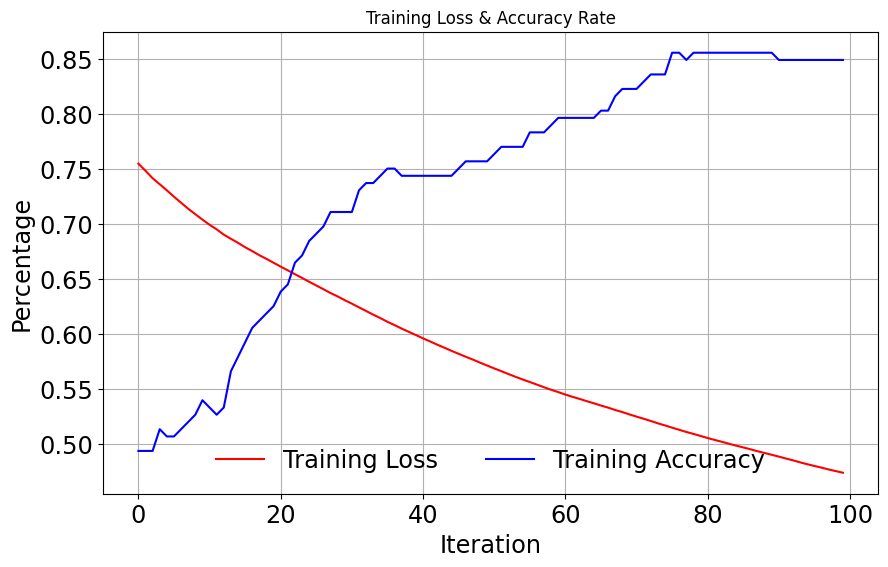 Training Loss & Accuracy Rate
Percentage
0.85
0.80
0.75
0.70
0.65
0.60
0.55
0.50
Training Loss
Training Accuracy
0
20
40
60
80
100
Iteration